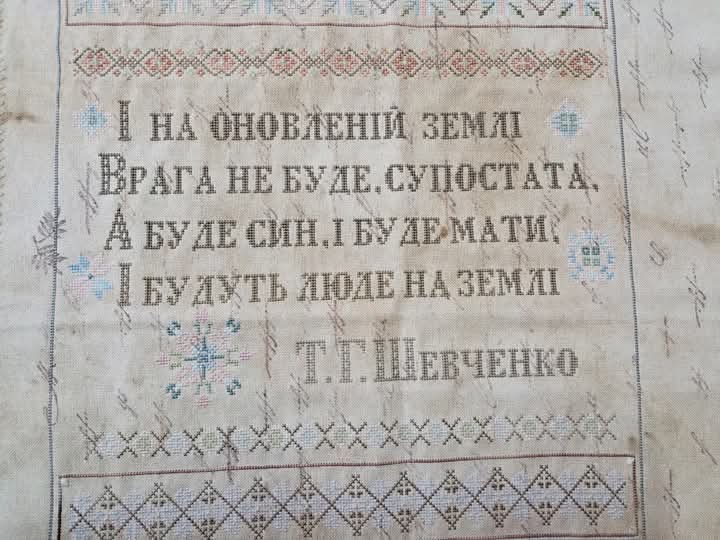 І НА ОНОВЛЕНІЙ ЗЕМЛІ
ВРАГА НЕ БУДЕ, СУПОСТАТА,
А БУДЕ СИН, І БУДЕ МАТИ,
І БУДУТЬ ЛЮДЕ НА ЗЕМЛІ
Т.Г.ШЕВЧЕНКО